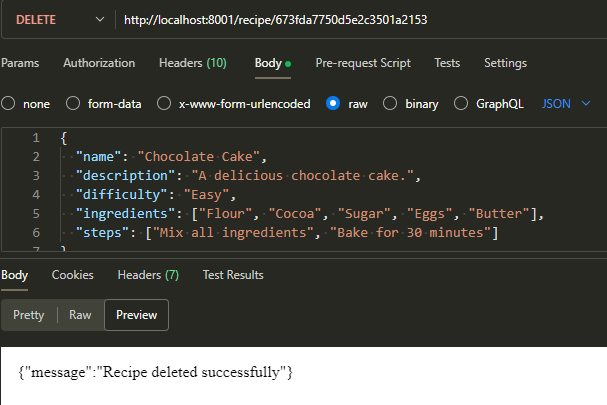 DELETE http://localhost:8001/recipe/673fda7750d5e2c3501a2153
Params Authorization Headers (10) Body Pre-request Script Tests Settings
none form-data x-www-form-urlencoded raw binary GraphQL JSON
1 {
2 "name": "Chocolate Cake",
3 "description": "A delicious chocolate cake.",
4 "difficulty": "Easy",
5 "ingredients": ["Flour", "Cocoa", "Sugar", "Eggs", "Butter"],
6 "steps": ["Mix all ingredients", "Bake for 30 minutes"]
7 }
Body Cookies Headers (7) Test Results
Pretty Raw Preview
{"message":"Recipe deleted successfully"}